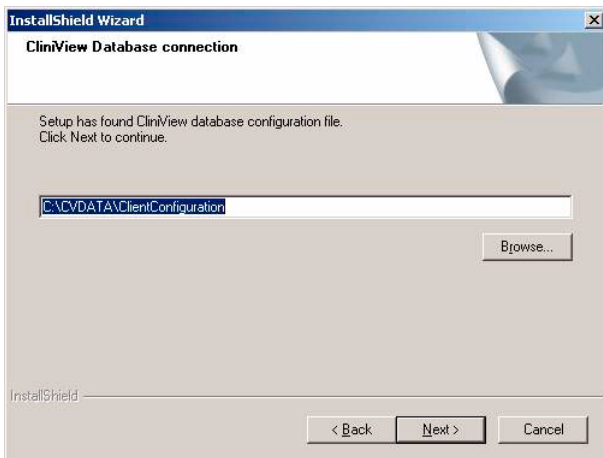 InstallShield Wizard
CliniView Database connection
Setup has found CliniView database configuration file.
Click Next to continue.
C:\CVDATA\ClientConfiguration
Browse...
InstallShield
< Back
Next >
Cancel